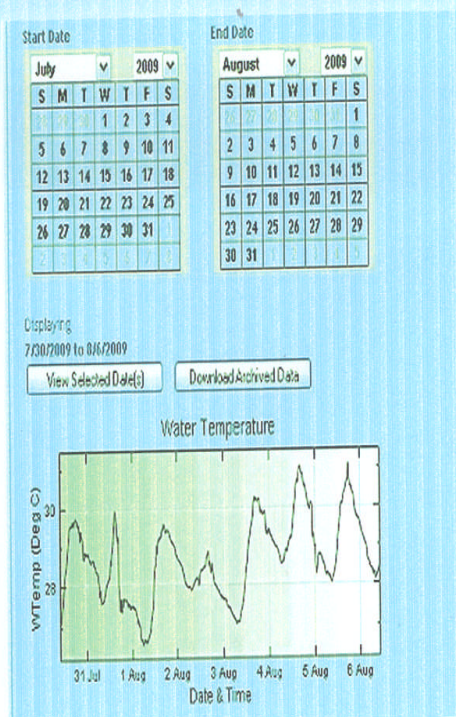 Start Date
End Date
July 2009
August 2009
S M T W T F S
S M T W T F S
1 2 3 4
1
5 6 7 8 9 10 11
2 3 4 5 6 7 8
12 13 14 15 16 17 18
9 10 11 12 13 14 15
19 20 21 22 23 24 25
16 17 18 19 20 21 22
26 27 28 29 30 31
23 24 25 26 27 28 29
30 31
Displaying
7/30/2009 to 8/6/2009
View Selected Date(s)
Download Archived Data
Water Temperature
WTemp (Deg C)
30
28
31 Jul 1 Aug 2 Aug 3 Aug 4 Aug 5 Aug 6 Aug
Date & Time